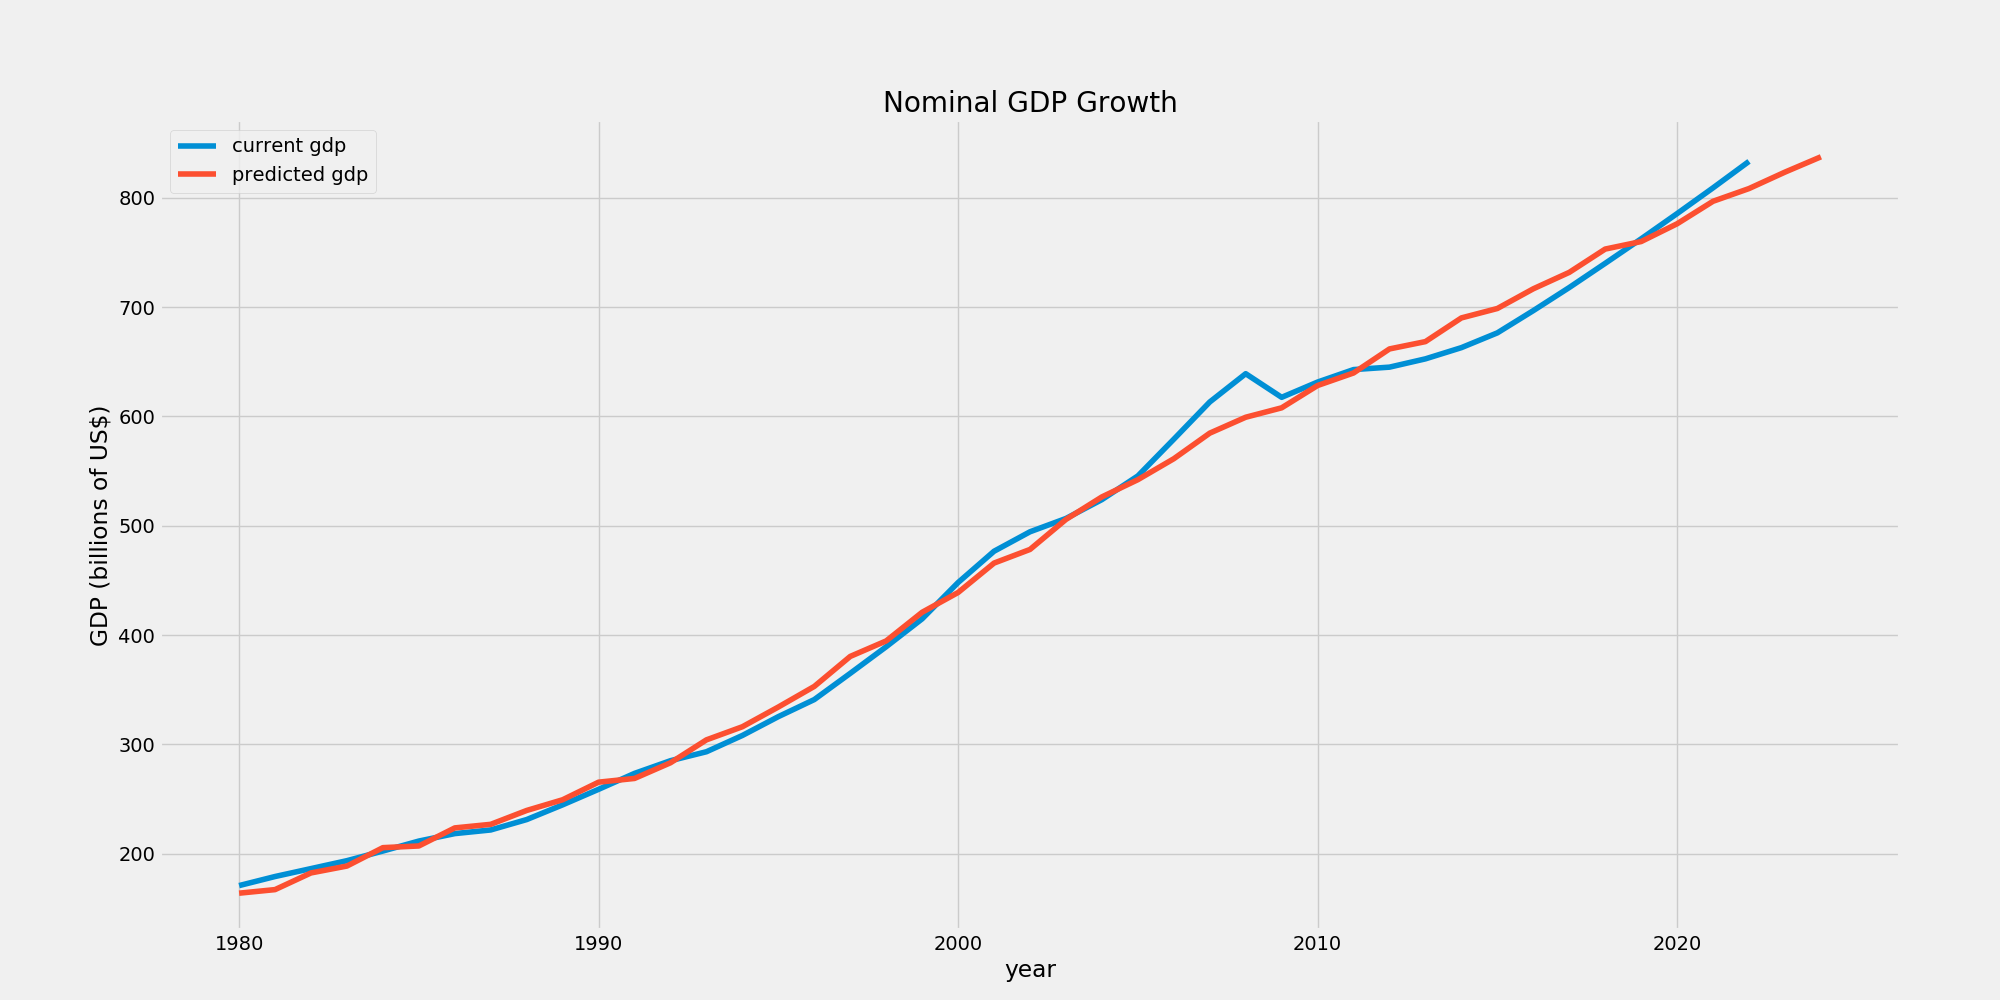 Nominal GDP Growth
current gdp
predicted gdp
800
700
600
500
400
300
200
GDP (billions of US$)
1980
1990
2000
2010
2020
year